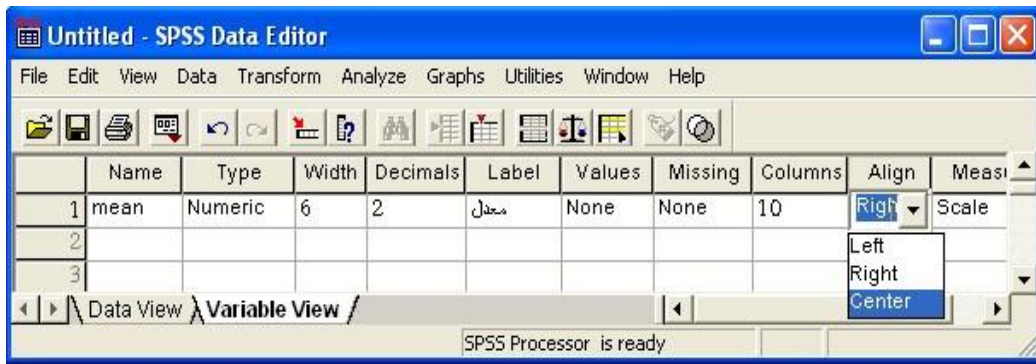 Untitled - SPSS Data Editor
File Edit View Data Transform Analyze Graphs Utilities Window Help
Name Type Width Decimals Label Values Missing Columns Align Meas
1 mean Numeric 6 2 معدل None None 10 Righ Scale
2
Left
3
Right
Center
Data View Variable View
SPSS Processor is ready